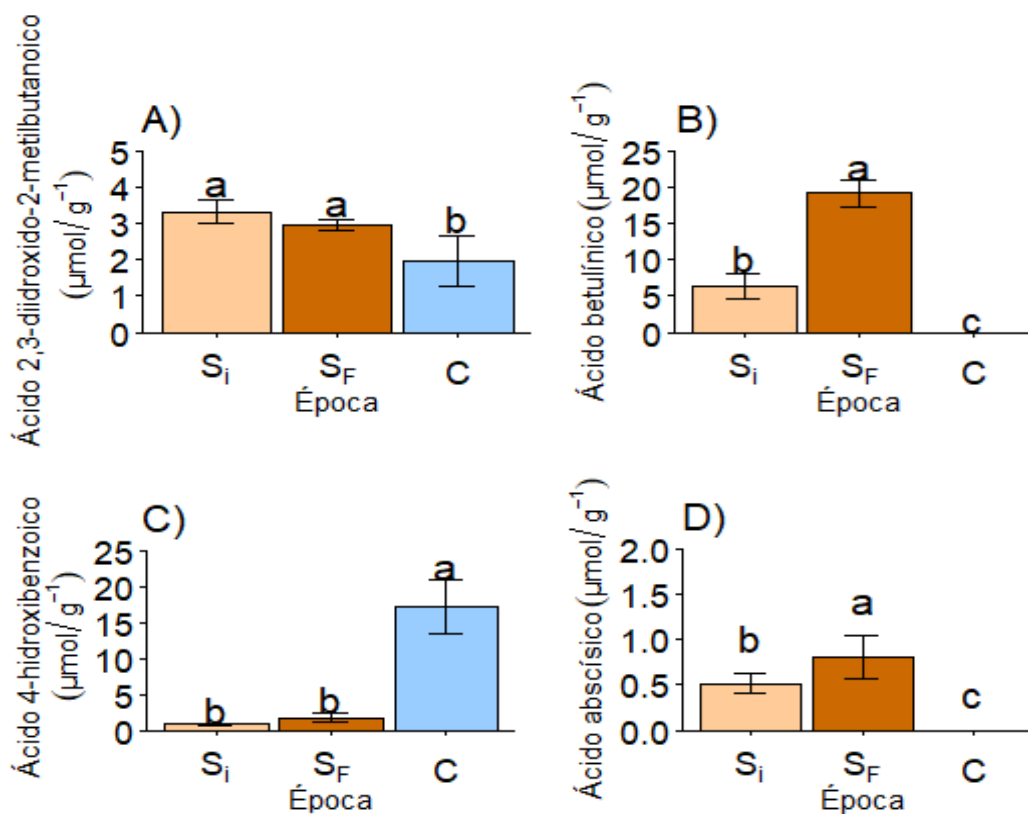 A)
Ácido 2,3-diidroxido-2-metilbutanoico
(μmol/g⁻¹)
5
4
3
2
1
0
a
a
b
Sᵢ
S_F
C
Época
B)
Ácido betulínico (μmol/g⁻¹)
25
20
15
10
5
0
b
a
c
Sᵢ
S_F
C
Época
C)
Ácido 4-hidroxibenzoico
(μmol/g⁻¹)
25
20
15
10
5
0
b
b
a
Sᵢ
S_F
C
Época
D)
Ácido abscísico (μmol/g⁻¹)
2.0
1.5
1.0
0.5
0.0
b
a
c
Sᵢ
S_F
C
Época